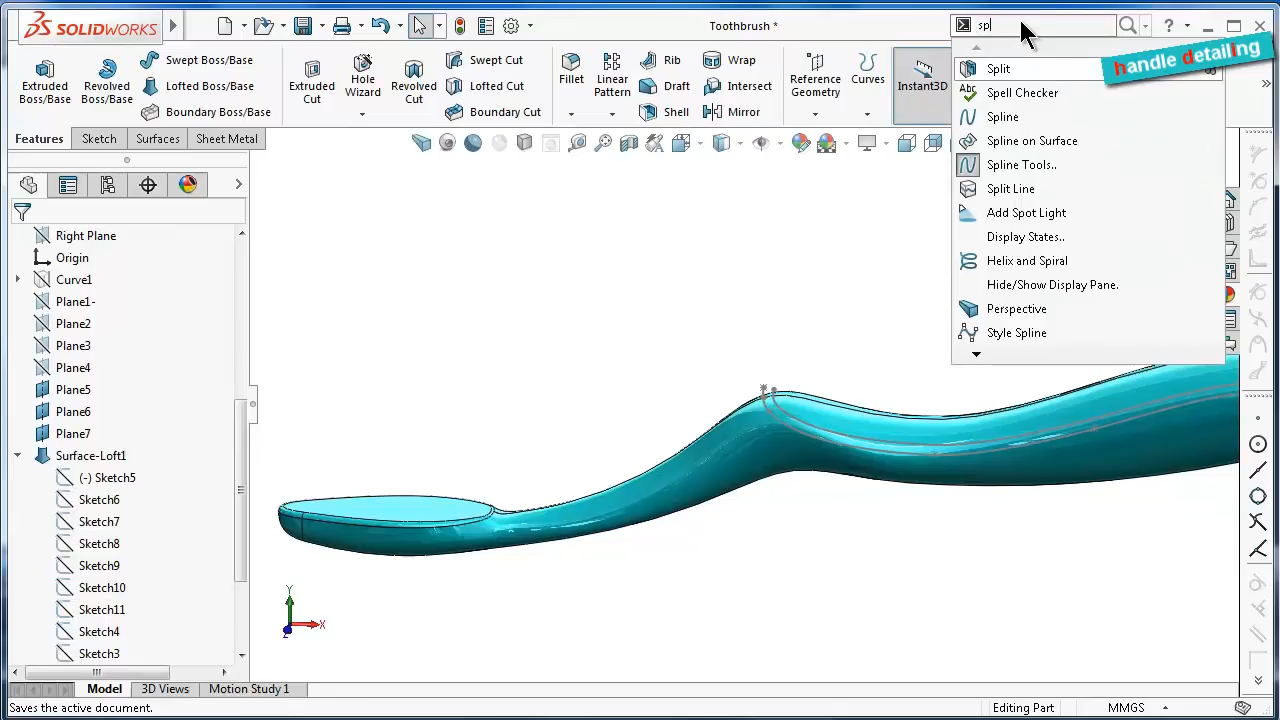 SOLIDWORKS
Toothbrush *
sp
handle detailing
Extruded Boss/Base
Revolved Boss/Base
Swept Boss/Base
Lofted Boss/Base
Boundary Boss/Base
Extruded Cut
Hole Wizard
Revolved Cut
Swept Cut
Lofted Cut
Boundary Cut
Fillet
Linear Pattern
Rib
Draft
Shell
Wrap
Intersect
Mirror
Reference Geometry
Curves
Instant3D
Split
Abc
Spell Checker
Spline
Spline on Surface
Spline Tools..
Split Line
Add Spot Light
Display States..
Helix and Spiral
Hide/Show Display Pane.
Perspective
Style Spline
Features
Sketch
Surfaces
Sheet Metal
Right Plane
Origin
Curve1
Plane1-
Plane2
Plane3
Plane4
Plane5
Plane6
Plane7
Surface-Loft1
(-) Sketch5
Sketch6
Sketch7
Sketch8
Sketch9
Sketch10
Sketch11
Sketch4
Sketch3
Y
X
Z
Model
3D Views
Motion Study 1
Saves the active document.
Editing Part
MMGS